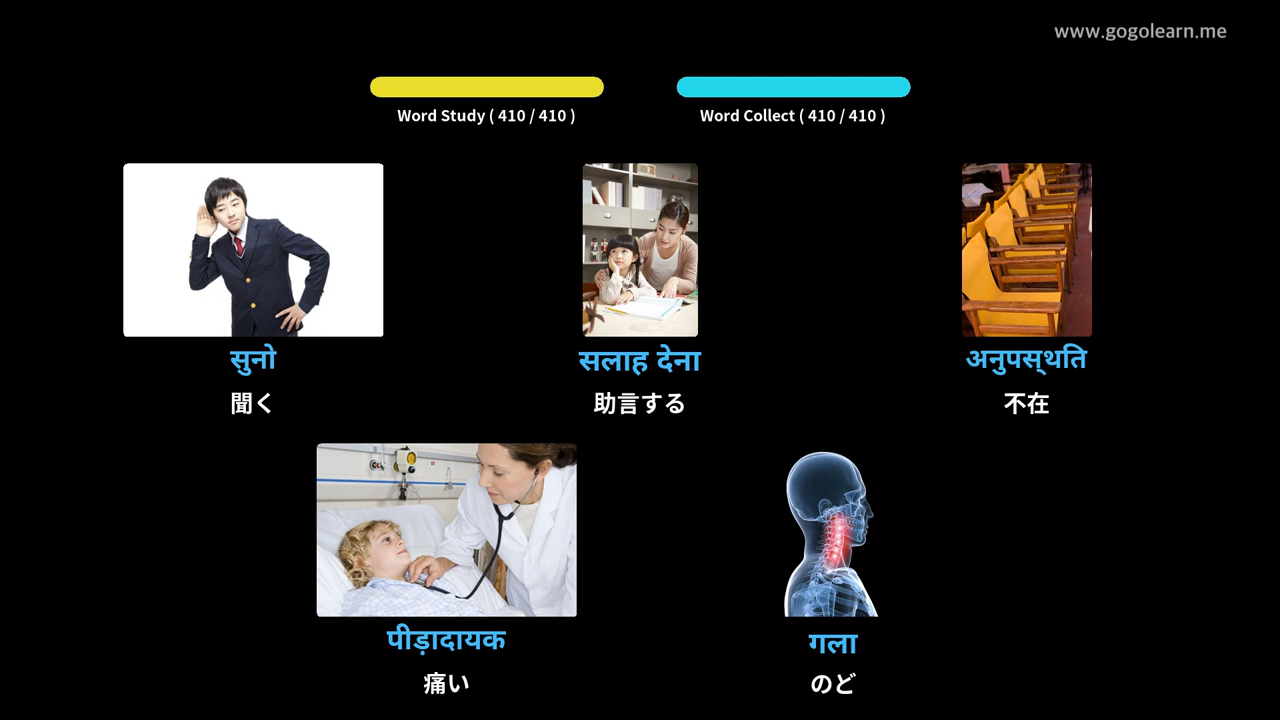 www.gogolearn.me
Word Study ( 410 / 410 )
Word Collect ( 410 / 410 )
सुनो
सलाह देना
अनुपस्थति
聞く
助言する
不在
पीड़ादायक
गला
痛い
のど